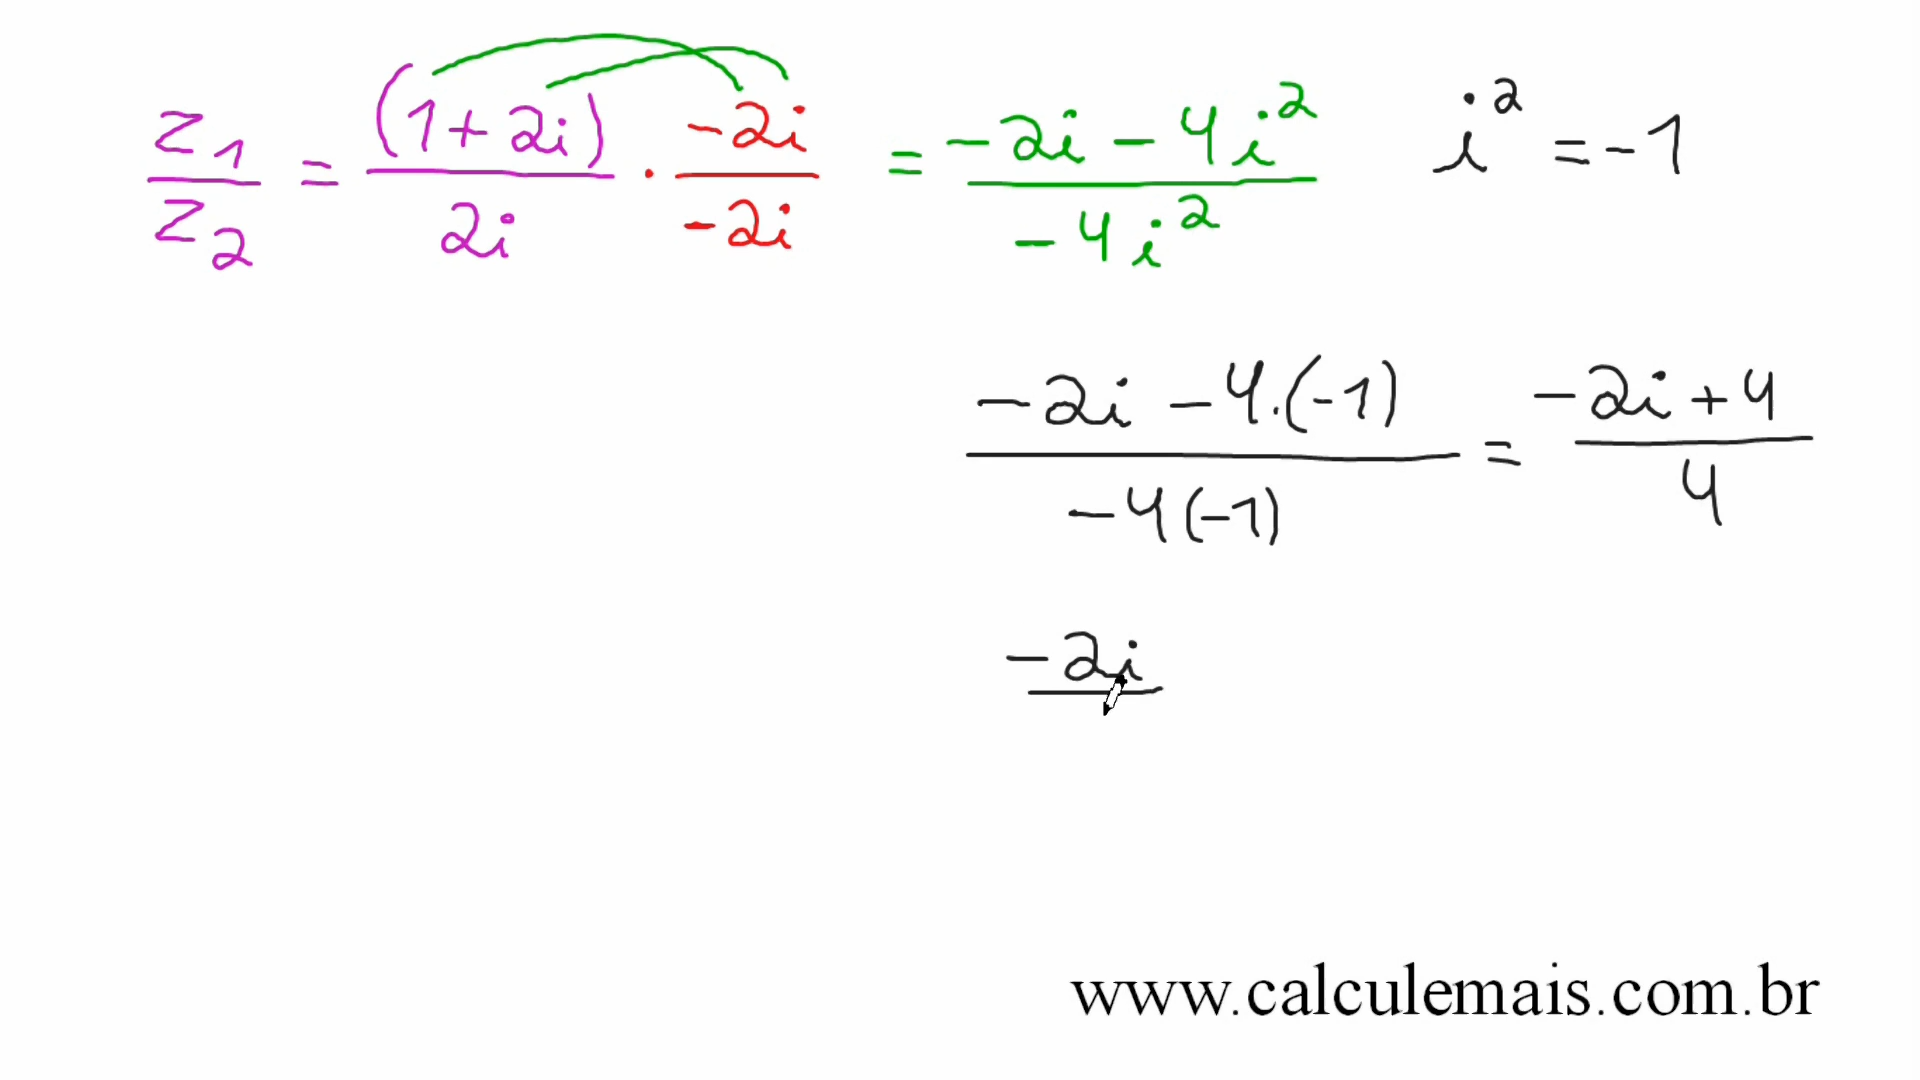 z₁/z₂ = (1+2i)/2i · -2i/-2i = (-2i - 4i²)/(-4i²) i² = -1
(-2i - 4.(-1))/(-4(-1)) = (-2i + 4)/4
-2i
www.calculemais.com.br